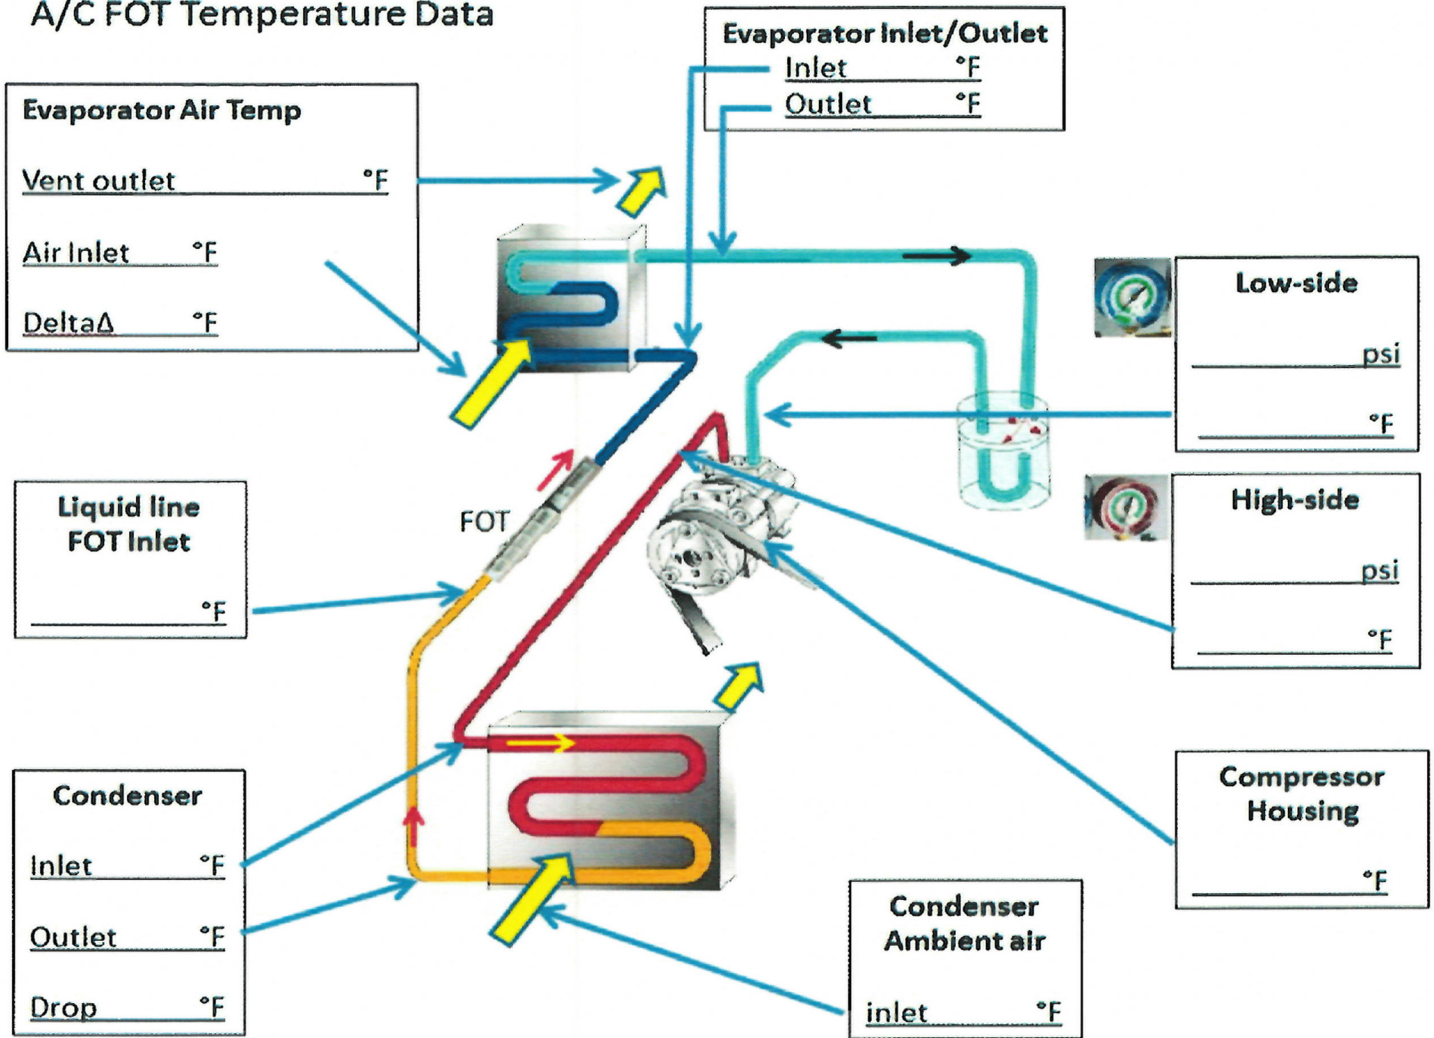 A/C FOT Temperature Data
Evaporator Inlet/Outlet
Inlet °F
Outlet °F
Evaporator Air Temp
Vent outlet °F
Air Inlet °F
Delta∆ °F
Low-side
psi
°F
High-side
psi
°F
Liquid line
FOT Inlet
°F
FOT
Condenser
Inlet °F
Outlet °F
Drop °F
Compressor
Housing
°F
Condenser
Ambient air
inlet °F